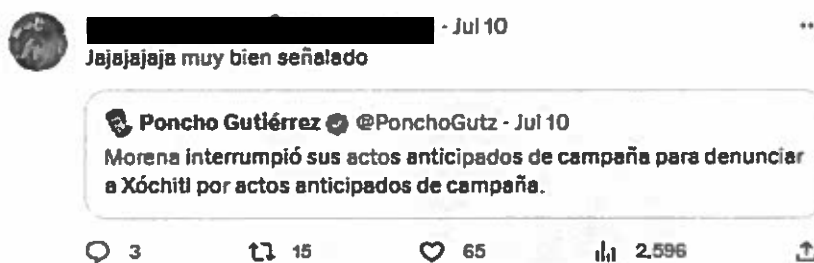 - Jul 10
Jajajajaja muy bien señalado
Poncho Gutiérrez @PonchoGutz - Jul 10
Morena interrumpió sus actos anticipados de campaña para denunciar
a Xóchitl por actos anticipados de campaña.
3 15 65 2,596